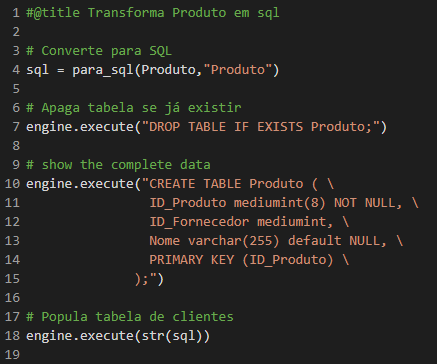 1 #@title Transforma Produto em sql
2
3 # Converte para SQL
4 sql = para_sql(Produto,"Produto")
5
6 # Apaga tabela se já existir
7 engine.execute("DROP TABLE IF EXISTS Produto;")
8
9 # show the complete data
10 engine.execute("CREATE TABLE Produto ( \
11 ID_Produto mediumint(8) NOT NULL, \
12 ID_Fornecedor mediumint, \
13 Nome varchar(255) default NULL, \
14 PRIMARY KEY (ID_Produto) \
15 );")
16
17 # Popula tabela de clientes
18 engine.execute(str(sql))
19